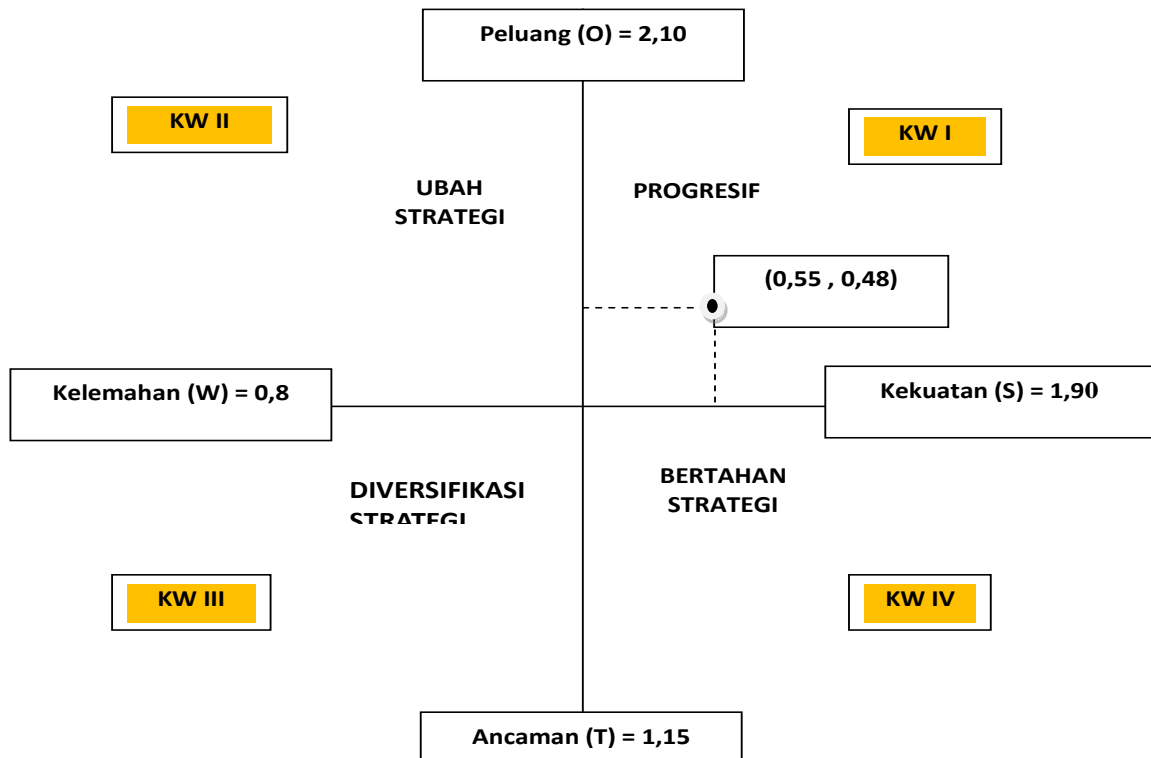 Peluang (O) = 2,10
KW II
KW I
UBAH
STRATEGI
PROGRESIF
(0,55 , 0,48)
Kelemahan (W) = 0,8
Kekuatan (S) = 1,90
DIVERSIFIKASI
STRATEGI
BERTAHAN
STRATEGI
KW III
KW IV
Ancaman (T) = 1,15